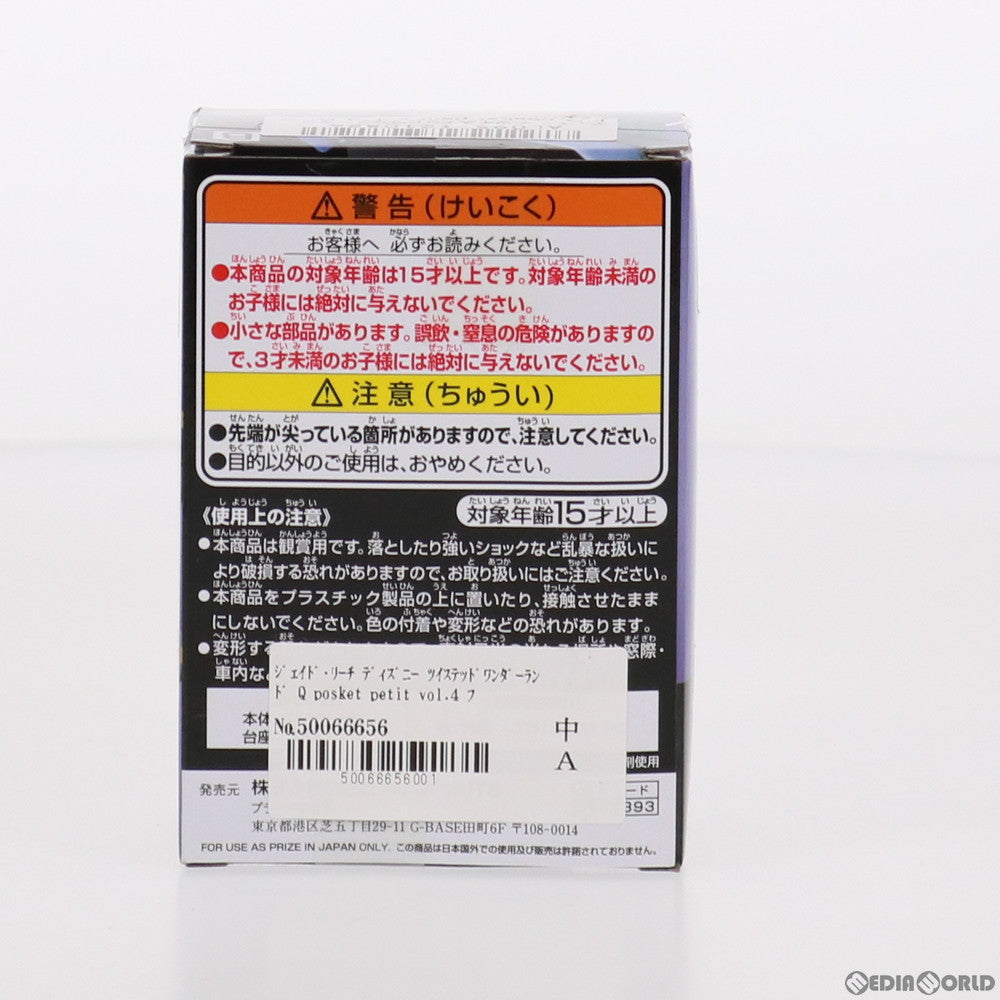 警告(けいこく)
お客様へ 必ずお読みください。
●本商品の対象年齢は15才以上です。対象年齢未満の
お子様には絶対に与えないでください。
●小さな部品があります。誤飲・窒息の危険がありますの
で、3才未満のお子様には絶対に与えないでください。
注意(ちゅうい)
●先端が尖っている箇所がありますので、注意してください。
●目的以外のご使用は、おやめください。
《使用上の注意》
対象年齢15才以上
●本商品は観賞用です。落としたり強いショックなど乱暴な扱いに
より破損する恐れがありますので、お取り扱いにはご注意ください。
●本商品をプラスチック製品の上に置いたり、接触させたまま
にしないでください。色の付着や変形などの恐れがあります。
●変形する 窓際・
車内な
ジェイド・リーチ ディズニー ツイステッドワンダーラン
ド Q posket petit vol.4 フ
No.50066656
中
A
50066656001
本体
台座
剤使用
発売元 株
ード
893
東京都港区芝五丁目29-11 G-BASE田町6F 〒108-0014
FOR USE AS PRIZE IN JAPAN ONLY. この商品は日本国外での使用及び販売は許諾されておりません。
MEDIAWORLD